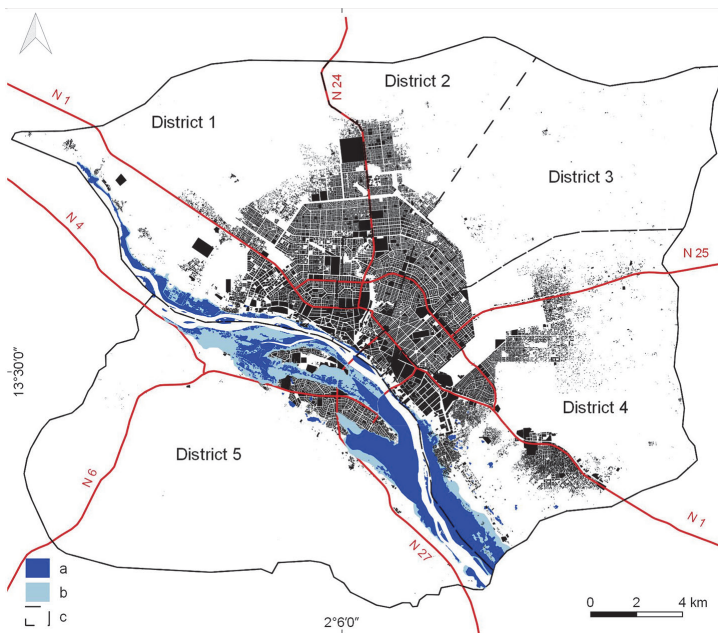 N 1
N 24
District 2
District 1
District 3
N 4
N 25
13°30'0"
District 4
District 5
N 6
N 1
N 27
a
b
c
2°6'0"
0 2 4 km